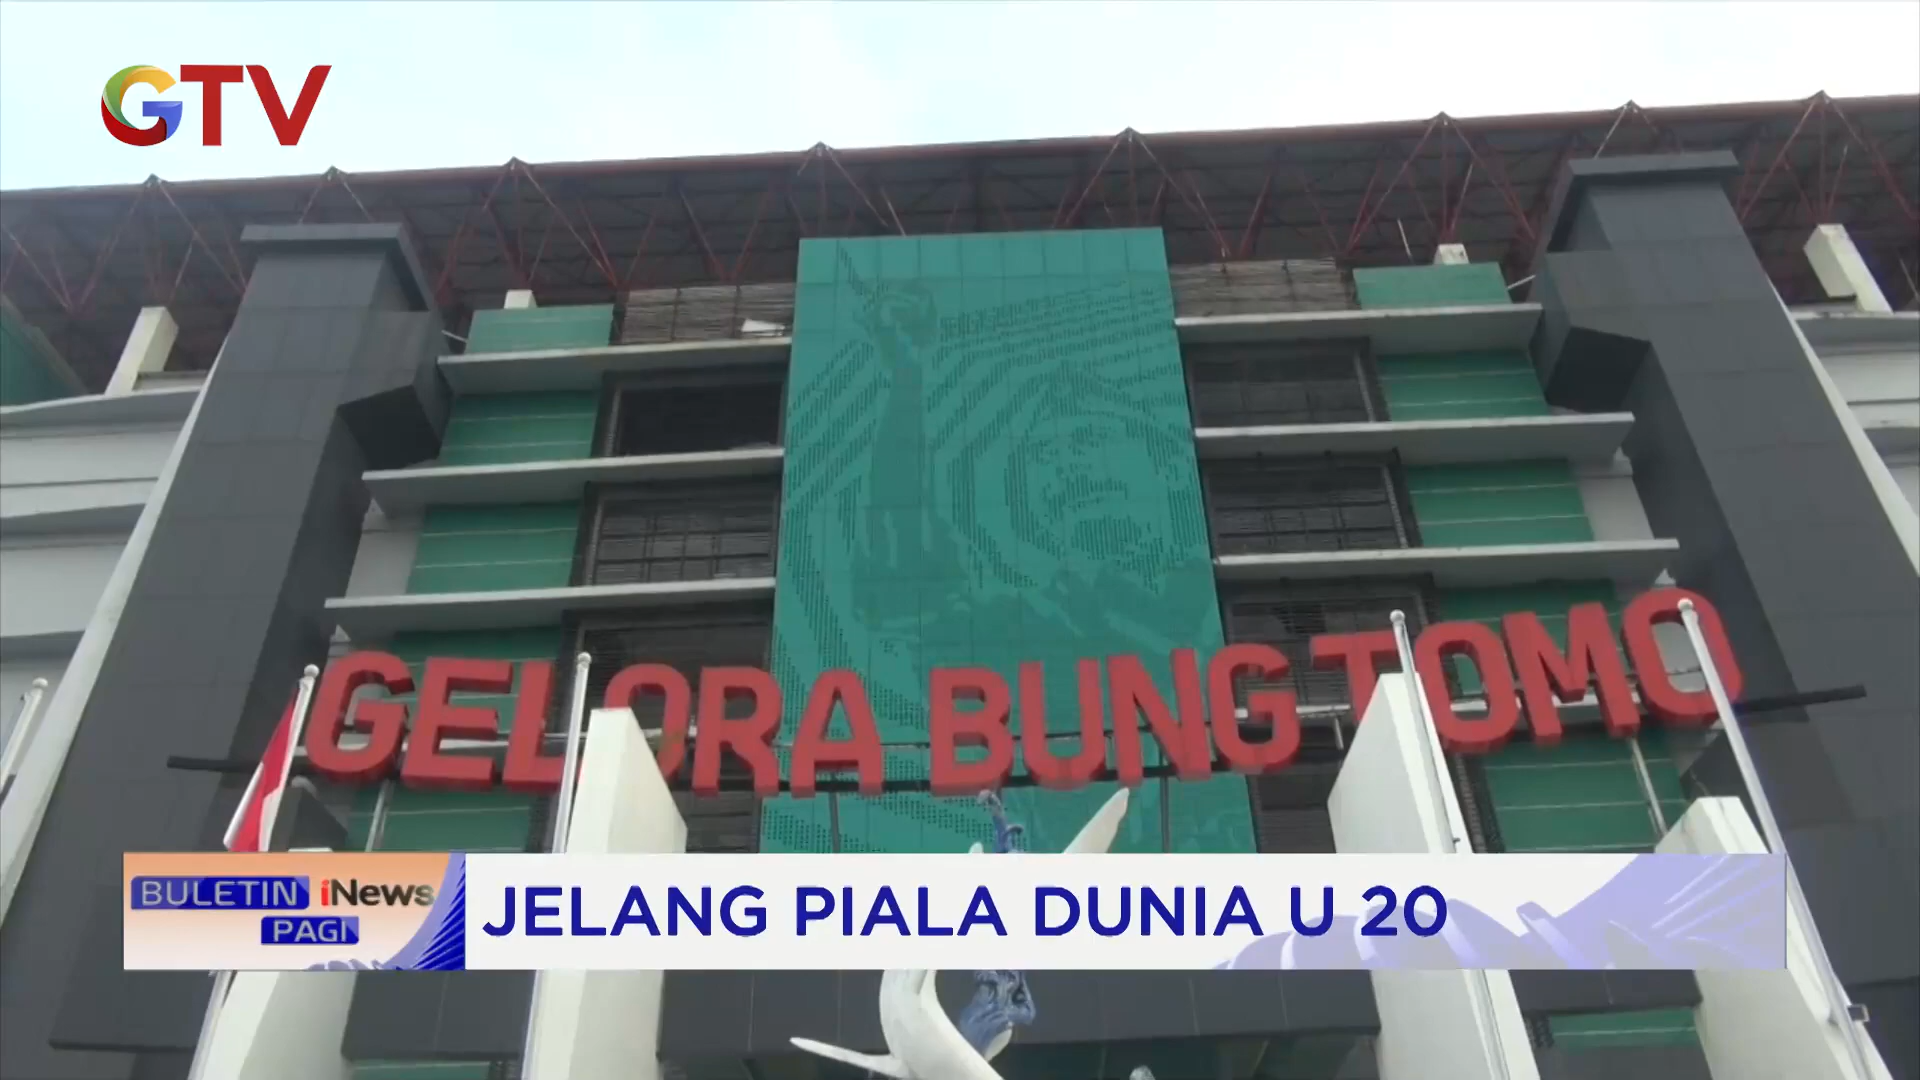 GTV
GELORA BUNG TOMO
BULETIN iNews
PAGI
JELANG PIALA DUNIA U 20